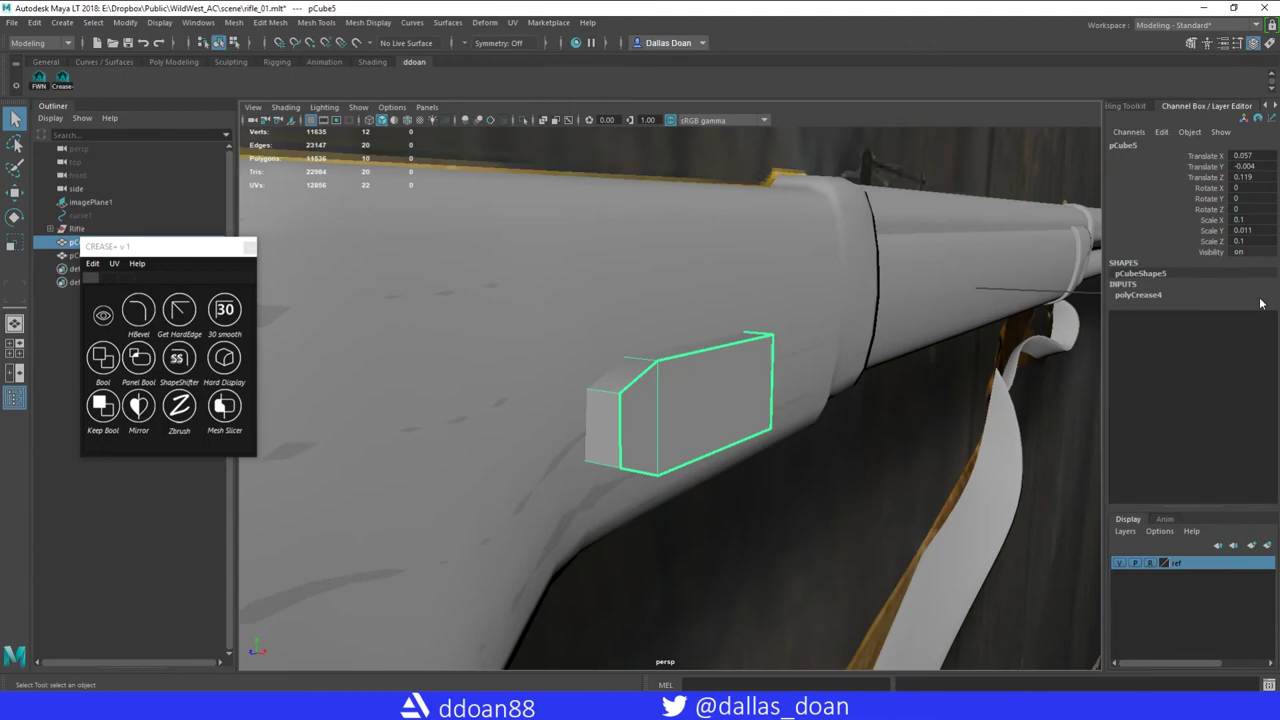 Autodesk Maya LT 2018: E:\Dropbox\Public\WildWest_AC\scene\rifle_01.mlt* --- pCube5
File Edit Create Select Modify Display Windows Mesh Edit Mesh Mesh Tools Mesh Display Curves Surfaces Deform UV Marketplace Help
Workspace : Modeling - Standard*
Modeling No Live Surface Symmetry: Off Dallas Doan
General Curves / Surfaces Poly Modeling Sculpting Rigging Animation Shading ddoan
FWN Crease+
Outliner
Display Show Help
Search...
persp
top
front
side
imagePlane1
curve1
Rifle
CREASE+ v 1
Edit UV Help
HBevel Get HardEdge 30 smooth
30
SS
Bool Panel Bool ShapeShifter Hard Display
Keep Bool Mirror Zbrush Mesh Slicer
View Shading Lighting Show Options Panels
0.00 1.00 sRGB gamma
Verts: 11635 12 0
Edges: 23147 20 0
Polygons: 11536 10 0
Tris: 22984 20 0
UVs: 12856 22 0
persp
ling Toolkit Channel Box / Layer Editor
Channels Edit Object Show
pCube5
Translate X 0.057
Translate Y -0.004
Translate Z 0.119
Rotate X 0
Rotate Y 0
Rotate Z 0
Scale X 0.1
Scale Y 0.011
Scale Z 0.1
Visibility on
SHAPES
pCubeShape5
INPUTS
polyCrease4
Display Anim
Layers Options Help
V P R ref
Select Tool: select an object
MEL
ddoan88 @dallas_doan